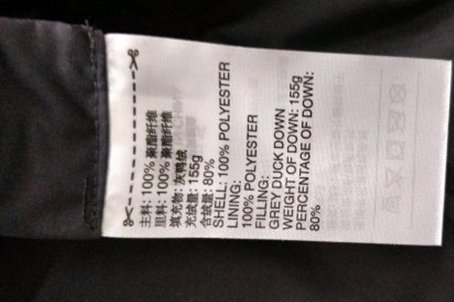 主料: 100% 聚酯纤维
里料: 100% 聚酯纤维
填充物: 灰鸭绒
充绒量: 155g
含绒量: 80%
SHELL: 100% POLYESTER
LINING:
100% POLYESTER
FILLING:
GREY DUCK DOWN
WEIGHT OF DOWN: 155g
PERCENTAGE OF DOWN:
80%